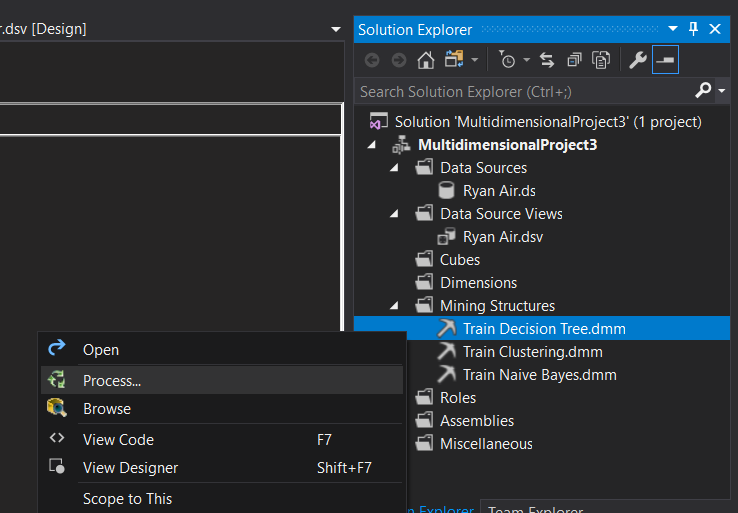 r.dsv [Design]
Solution Explorer
Search Solution Explorer (Ctrl+;)
Solution 'MultidimensionalProject3' (1 project)
MultidimensionalProject3
Data Sources
Ryan Air.ds
Data Source Views
Ryan Air.dsv
Cubes
Dimensions
Mining Structures
Train Decision Tree.dmm
Train Clustering.dmm
Train Naive Bayes.dmm
Roles
Assemblies
Miscellaneous
Open
Process...
Browse
View Code F7
View Designer Shift+F7
Scope to This
n Explorer Team Explorer